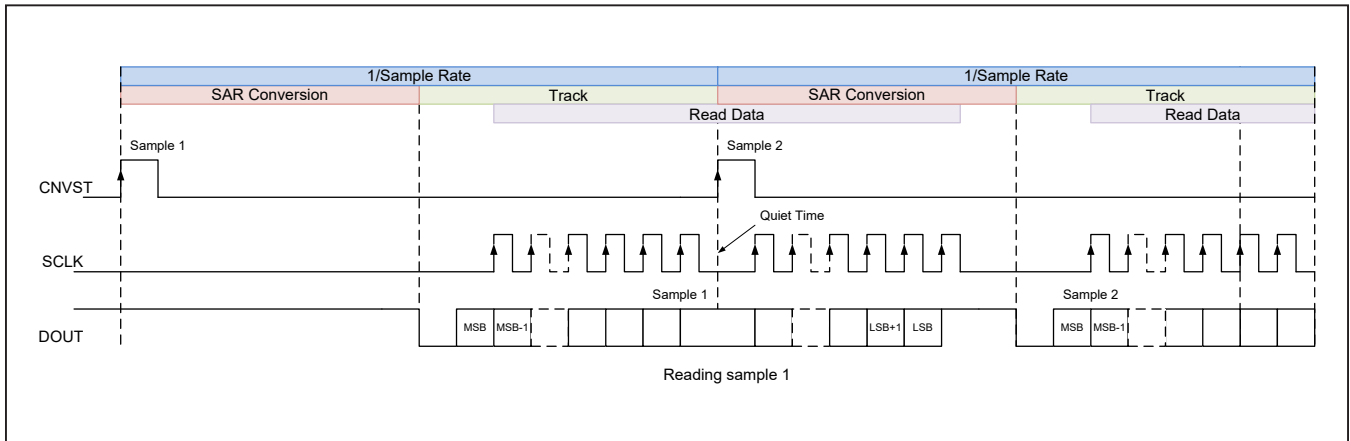 1/Sample Rate 1/Sample Rate
SAR Conversion Track SAR Conversion Track
Read Data Read Data
Sample 1 Sample 2
CNVST
Quiet Time
SCLK
Sample 1 Sample 2
DOUT MSB MSB-1 LSB+1 LSB MSB MSB-1
Reading sample 1